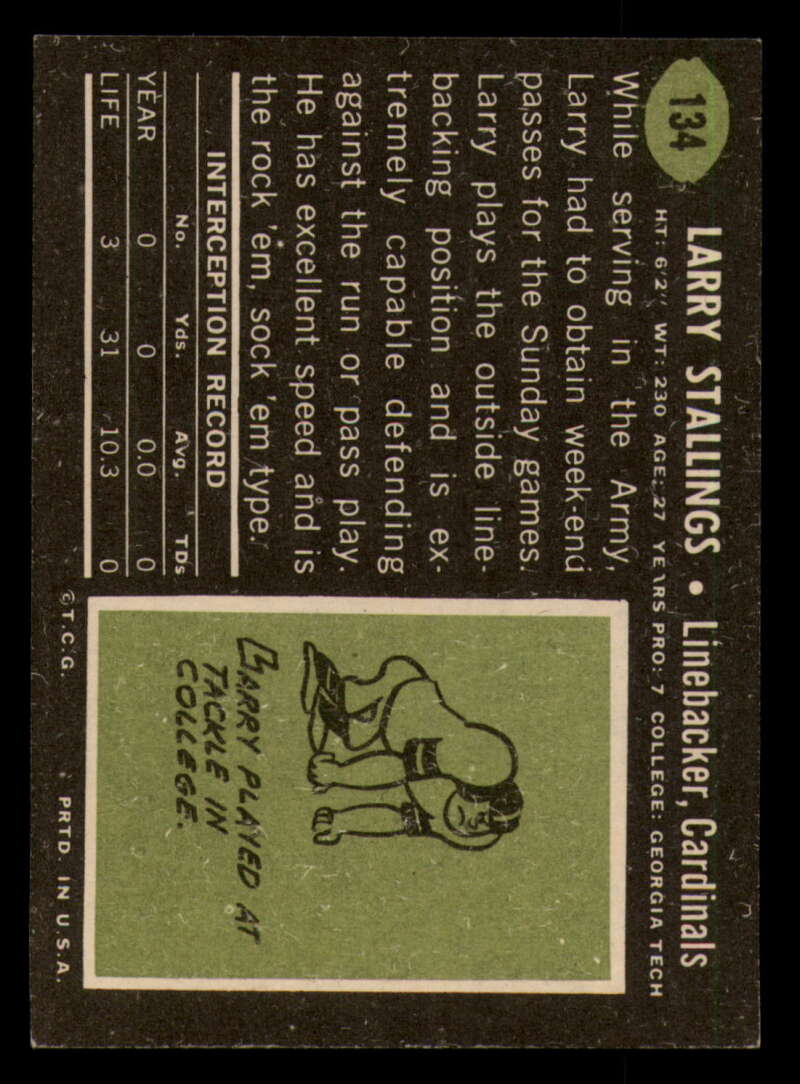 134
LARRY STALLINGS • Linebacker, Cardinals
HT: 6'2" WT: 230 AGE: 27 YEARS PRO: 7 COLLEGE: GEORGIA TECH
While serving in the Army,
Larry had to obtain week-end
passes for the Sunday games.
Larry plays the outside line-
backing position and is ex-
tremely capable defending
against the run or pass play.
He has excellent speed and is
the rock 'em, sock 'em type.
INTERCEPTION RECORD
No. Yds. Avg. TDs
YEAR 0 0 0.0 0
LIFE 3 31 10.3 0
LARRY PLAYED AT
TACKLE IN
COLLEGE.
©T.C.G. PRTD. IN U.S.A.